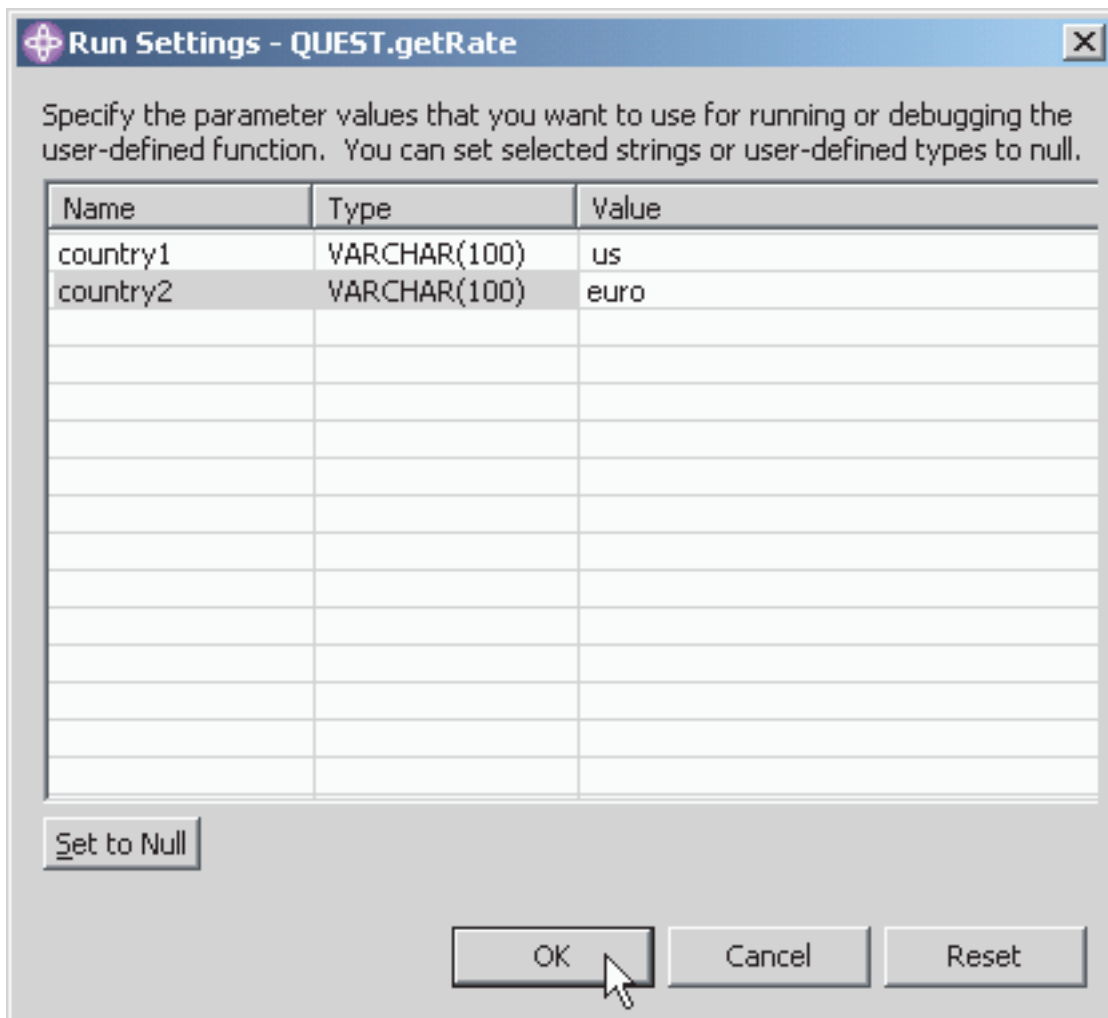 Run Settings - QUEST.getRate
Specify the parameter values that you want to use for running or debugging the
user-defined function.  You can set selected strings or user-defined types to null.
Name Type Value
country1 VARCHAR(100) us
country2 VARCHAR(100) euro
Set to Null
OK Cancel Reset